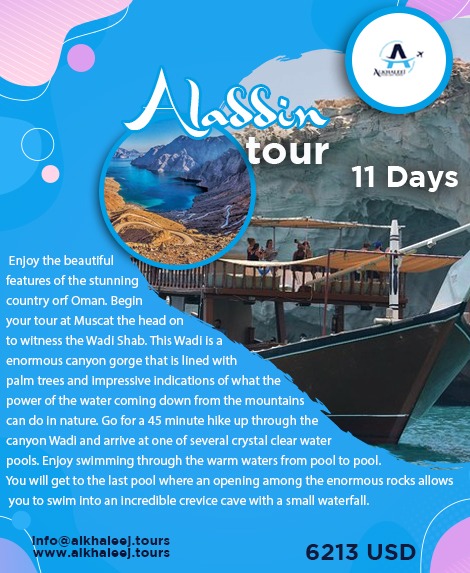 ALKHALEEJ
Aladdin
tour
11 Days
Enjoy the beautiful
features of the stunning
country orf Oman. Begin
your tour at Muscat the head on
to witness the Wadi Shab. This Wadi is a
enormous canyon gorge that is lined with
palm trees and impressive indications of what the
power of the water coming down from the mountains
can do in nature. Go for a 45 minute hike up through the
canyon Wadi and arrive at one of several crystal clear water
pools. Enjoy swimming through the warm waters from pool to pool.
You will get to the last pool where an opening among the enormous rocks allows
you to swim into an incredible crevice cave with a small waterfall.
Info@alkhaleej.tours
www.alkhaleej.tours
6213 USD